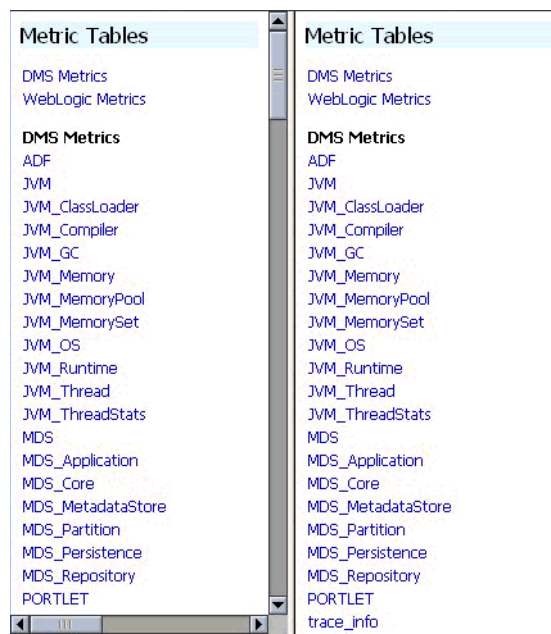 Metric Tables
DMS Metrics
WebLogic Metrics
DMS Metrics
ADF
JVM
JVM_ClassLoader
JVM_Compiler
JVM_GC
JVM_Memory
JVM_MemoryPool
JVM_MemorySet
JVM_OS
JVM_Runtime
JVM_Thread
JVM_ThreadStats
MDS
MDS_Application
MDS_Core
MDS_MetadataStore
MDS_Partition
MDS_Persistence
MDS_Repository
PORTLET
Metric Tables
DMS Metrics
WebLogic Metrics
DMS Metrics
ADF
JVM
JVM_ClassLoader
JVM_Compiler
JVM_GC
JVM_Memory
JVM_MemoryPool
JVM_MemorySet
JVM_OS
JVM_Runtime
JVM_Thread
JVM_ThreadStats
MDS
MDS_Application
MDS_Core
MDS_MetadataStore
MDS_Partition
MDS_Persistence
MDS_Repository
PORTLET
trace_info